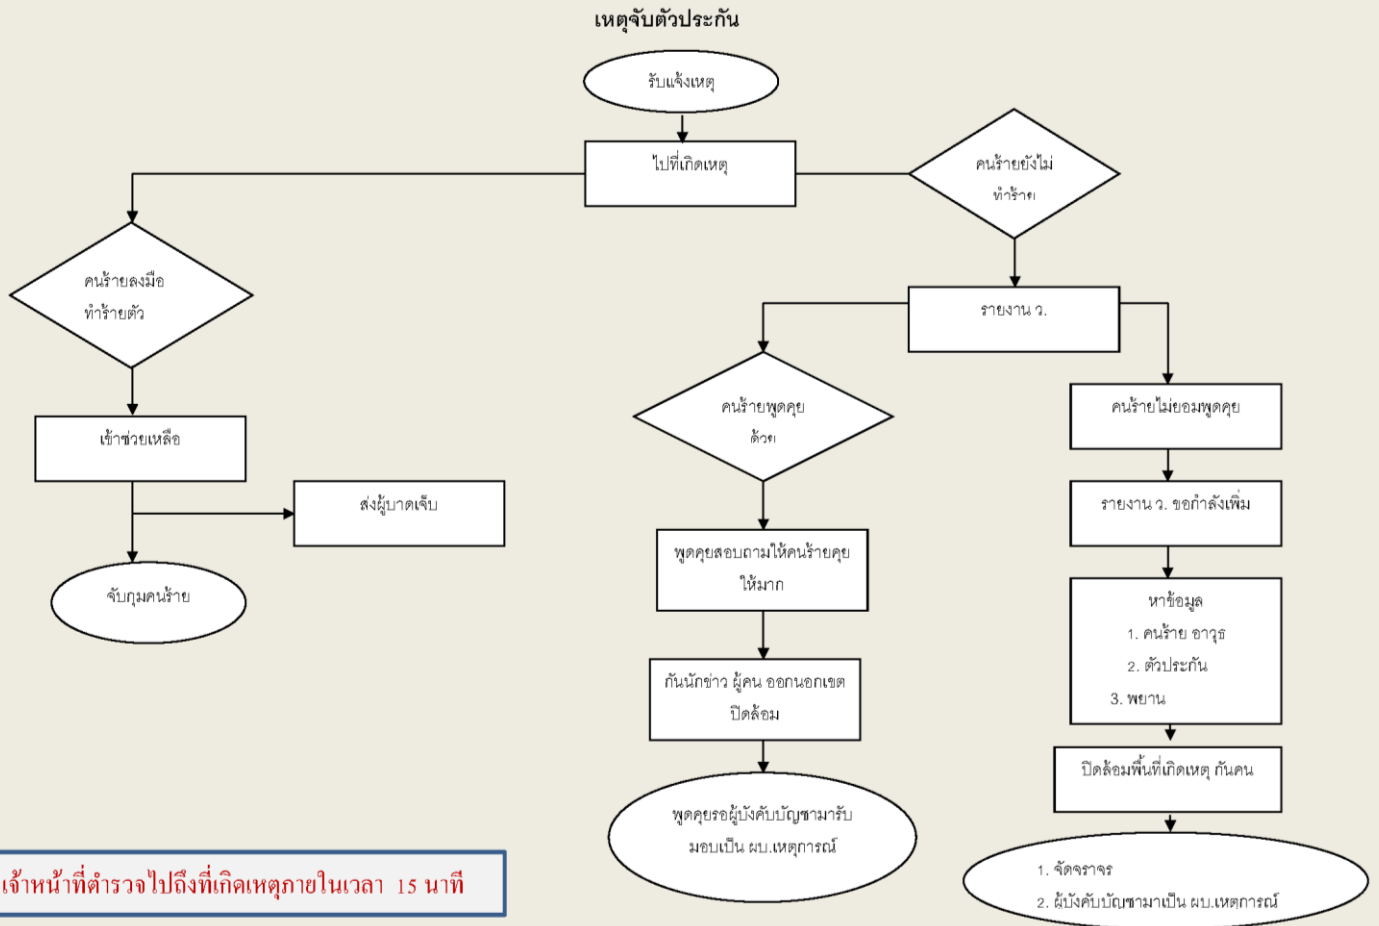 เหตุจับตัวประกัน
รับแจ้งเหตุ
ไปที่เกิดเหตุ
คนร้ายยังไม่
ทำร้าย
คนร้ายลงมือ
ทำร้ายตัว
รายงาน ว.
คนร้ายพูดคุย
ด้วย
คนร้ายไม่ยอมพูดคุย
เข้าช่วยเหลือ
ส่งผู้บาดเจ็บ
รายงาน ว. ขอกำลังเพิ่ม
พูดคุยสอบถามให้คนร้ายคุย
ให้มาก
จับกุมคนร้าย
หาข้อมูล
1. คนร้าย อาวุธ
2. ตัวประกัน
3. พยาน
กันนักข่าว ผู้คน ออกนอกเขต
ปิดล้อม
ปิดล้อมพื้นที่เกิดเหตุ กันคน
พูดคุยรอผู้บังคับบัญชามารับ
มอบเป็น ผบ.เหตุการณ์
1. จัดจราจร
2. ผู้บังคับบัญชามาเป็น ผบ.เหตุการณ์
เจ้าหน้าที่ตำรวจไปถึงที่เกิดเหตุภายในเวลา 15 นาที